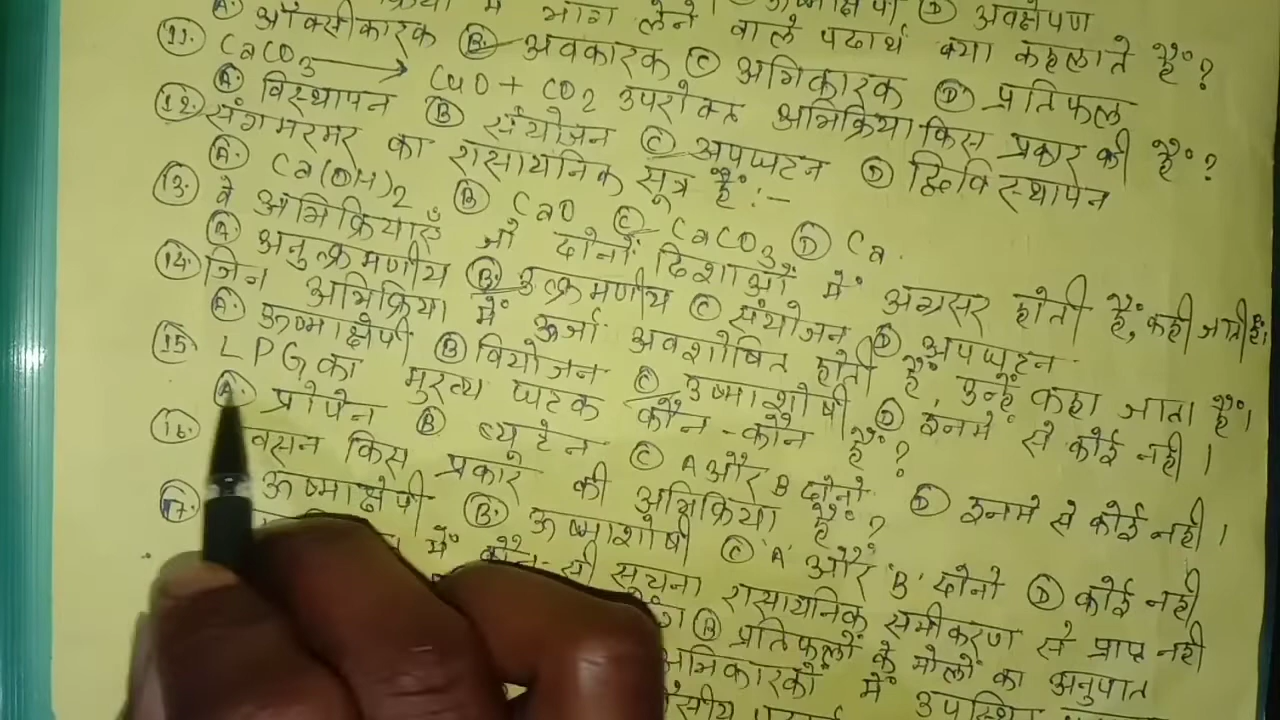 में भाग लेने वाले पदार्थ क्या कहलाते हैं?
A. ऑक्सीकारक B. अवकारक C अभिकारक D प्रतिफल
11. CaCO3 → CaO + CO2 उपरोक्त अभिक्रिया किस प्रकार की है?
A. विस्थापन B संयोजन C अपघटन D द्विविस्थापन
12. संगमरमर का रासायनिक सूत्र है :-
A. Ca(OH)2 B CaO C CaCO3 D Ca.
13. वे अभिक्रियाएँ जो दोनों दिशाओं में अग्रसर होती है, कही जाती है।
A. अनुत्क्रमणीय B. उत्क्रमणीय C संयोजन D अपघटन
14. जिन अभिक्रिया में ऊर्जा अवशोषित होती है उन्हें कहा जाता है।
A. ऊष्माक्षेपी B वियोजन C उष्माशोषी D इनमें से कोई नही।
15. LPG का मुख्य घटक कौन-कौन है?
A. प्रोपेन B ब्यूटेन C A और B दोनो D इनमे से कोई नही।
16. वसन किस प्रकार की अभिक्रिया है?
ऊष्माक्षेपी B. ऊष्माशोषी C 'A' और 'B' दोनो D कोई नही
17. में कौन-सी सूचना रासायनिक समीकरण से प्राप्त नही
B प्रतिफलों के मोलों का अनुपात
अभिकारकों में उपस्थित